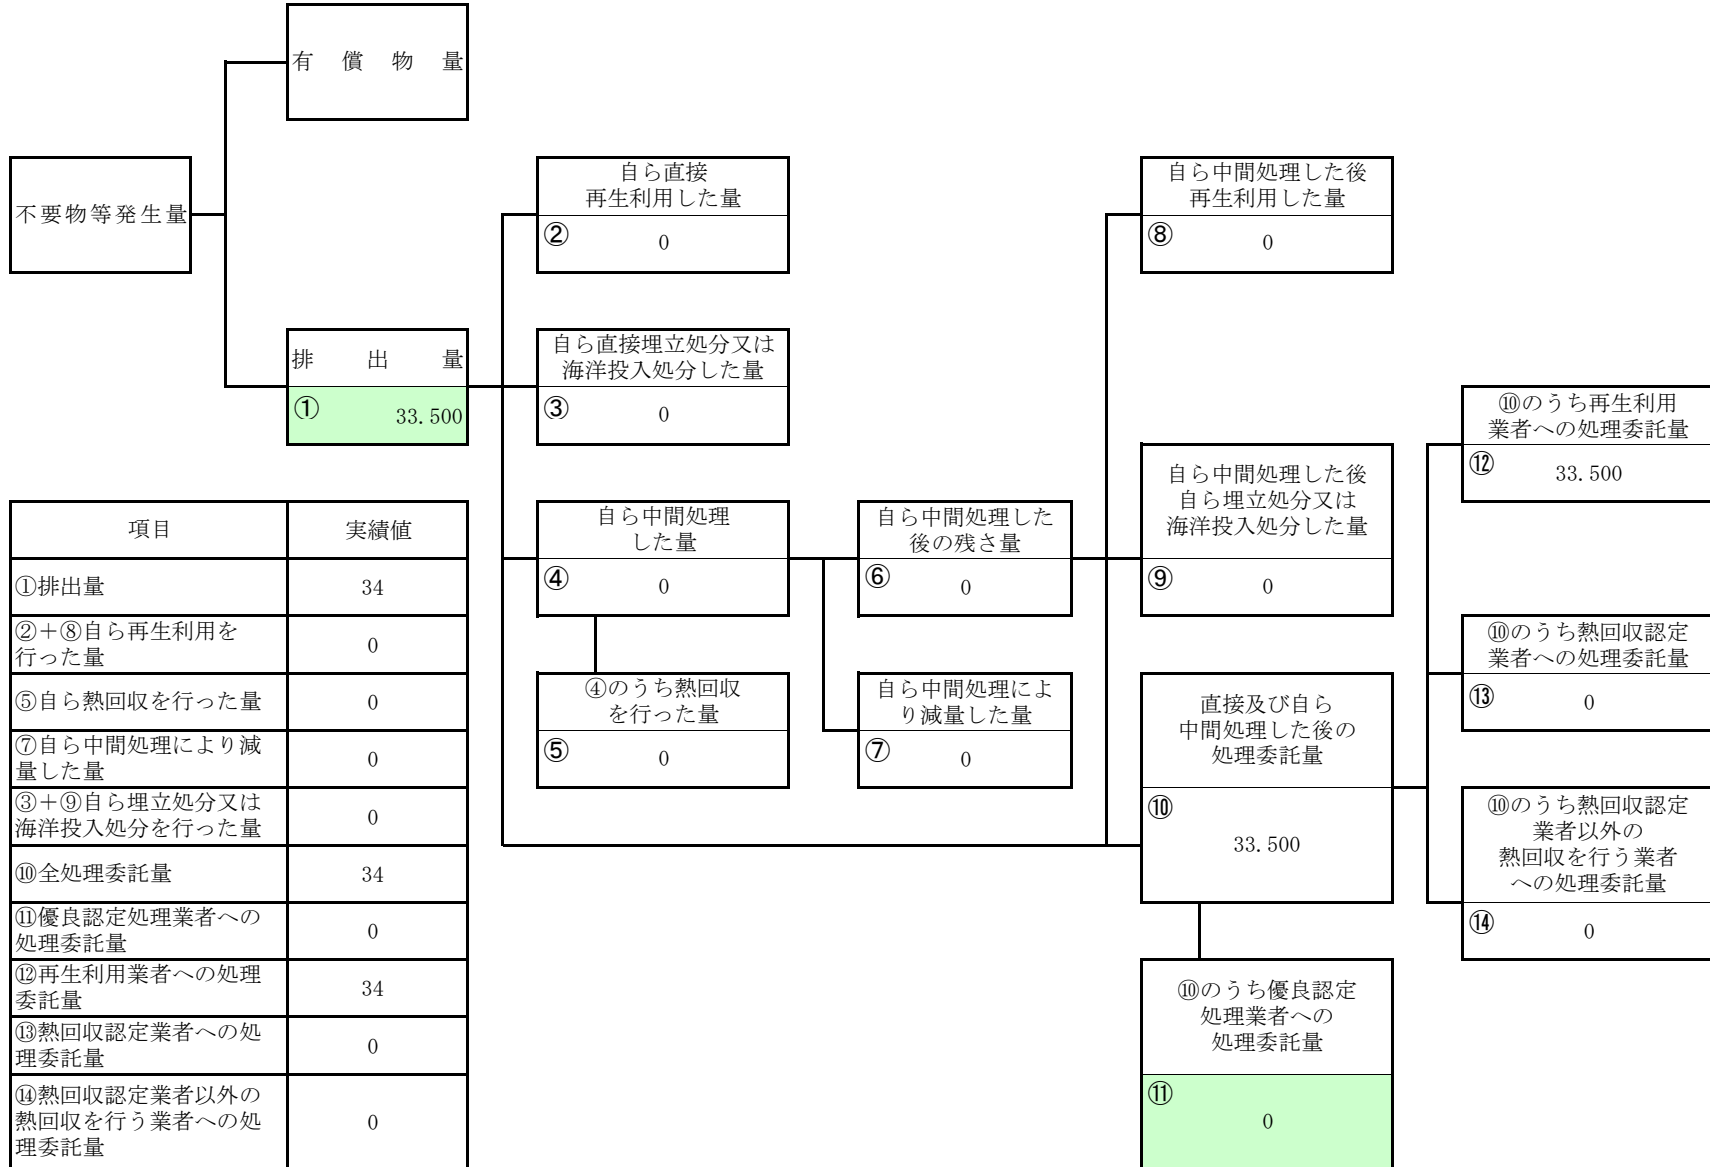 有償物量
不要物等発生量
排出量
① 33.500
自ら直接
再生利用した量
② 0
自ら直接埋立処分又は
海洋投入処分した量
③ 0
自ら中間処理
した量
④ 0
④のうち熱回収
を行った量
⑤ 0
自ら中間処理した
後の残さ量
⑥ 0
自ら中間処理によ
り減量した量
⑦ 0
自ら中間処理した後
再生利用した量
⑧ 0
自ら中間処理した後
自ら埋立処分又は
海洋投入処分した量
⑨ 0
直接及び自ら
中間処理した後の
処理委託量
⑩
33.500
⑩のうち優良認定
処理業者への
処理委託量
⑪
0
⑩のうち再生利用
業者への処理委託量
⑫ 33.500
⑩のうち熱回収認定
業者への処理委託量
⑬ 0
⑩のうち熱回収認定
業者以外の
熱回収を行う業者
への処理委託量
⑭ 0
項目 実績値
①排出量 34
②+⑧自ら再生利用を
行った量 0
⑤自ら熱回収を行った量 0
⑦自ら中間処理により減
量した量 0
③+⑨自ら埋立処分又は
海洋投入処分を行った量 0
⑩全処理委託量 34
⑪優良認定処理業者への
処理委託量 0
⑫再生利用業者への処理
委託量 34
⑬熱回収認定業者への処
理委託量 0
⑭熱回収認定業者以外の
熱回収を行う業者への処
理委託量 0